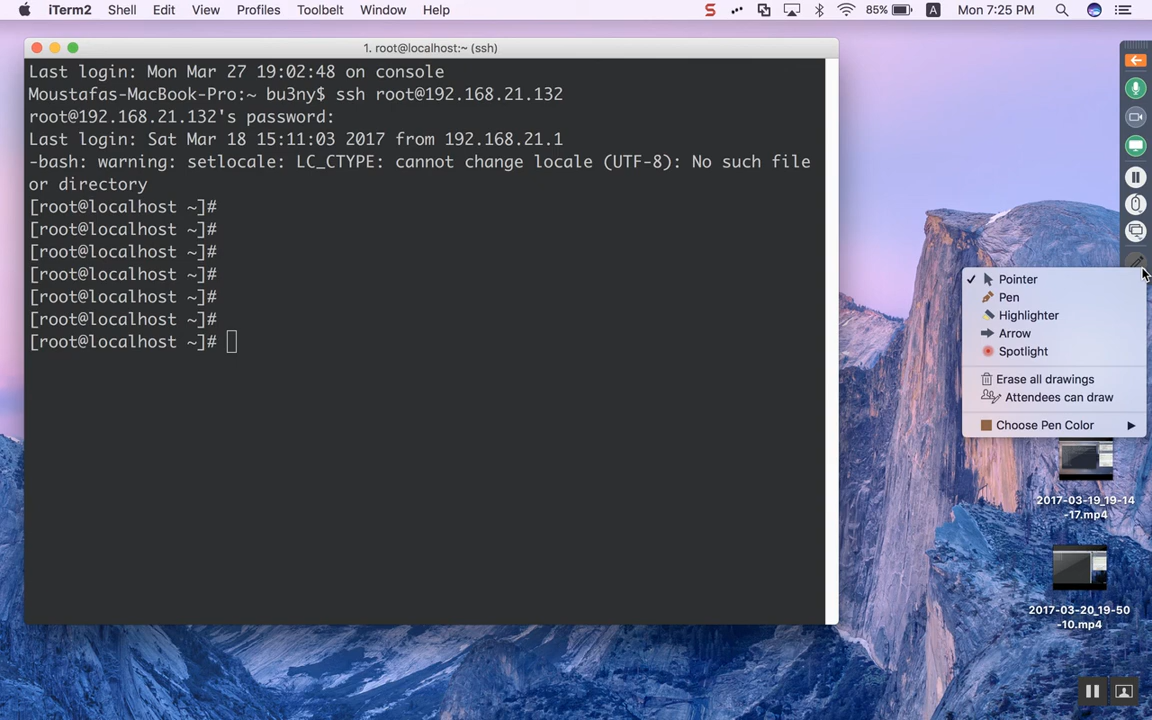 iTerm2 Shell Edit View Profiles Toolbelt Window Help 85% A Mon 7:25 PM
1. root@localhost:~ (ssh)
Last login: Mon Mar 27 19:02:48 on console
Moustafas-MacBook-Pro:~ bu3ny$ ssh root@192.168.21.132
root@192.168.21.132's password:
Last login: Sat Mar 18 15:11:03 2017 from 192.168.21.1
-bash: warning: setlocale: LC_CTYPE: cannot change locale (UTF-8): No such file
or directory
[root@localhost ~]#
[root@localhost ~]#
[root@localhost ~]#
[root@localhost ~]#
[root@localhost ~]#
[root@localhost ~]#
[root@localhost ~]#
Pointer
Pen
Highlighter
Arrow
Spotlight
Erase all drawings
Attendees can draw
Choose Pen Color
2017-03-19_19-14
-17.mp4
2017-03-20_19-50
-10.mp4